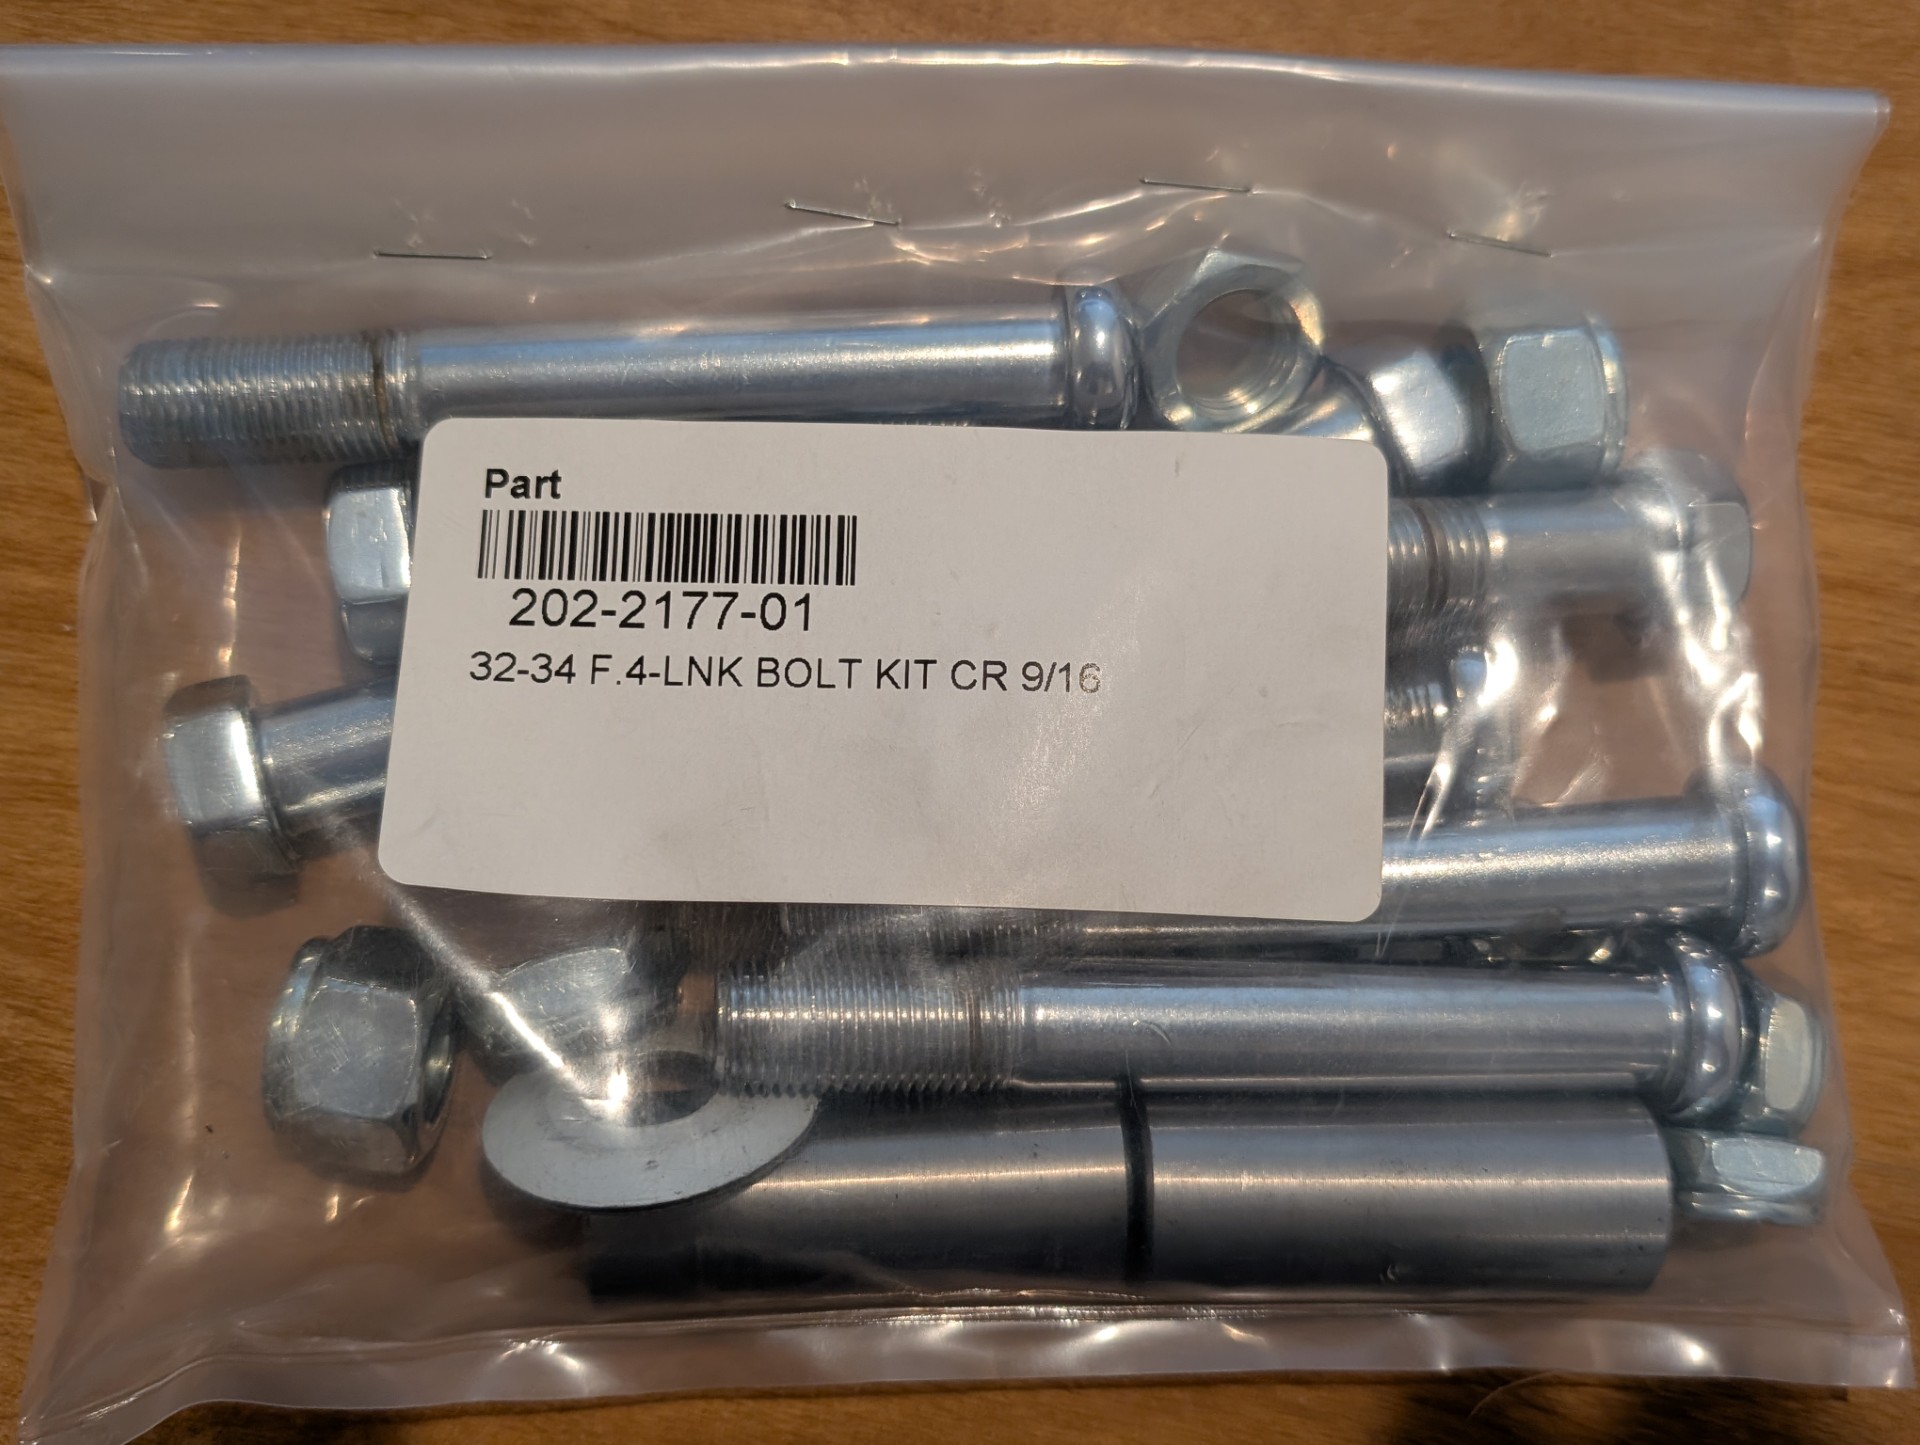 Part
202-2177-01
32-34 F.4-LNK BOLT KIT CR 9/16